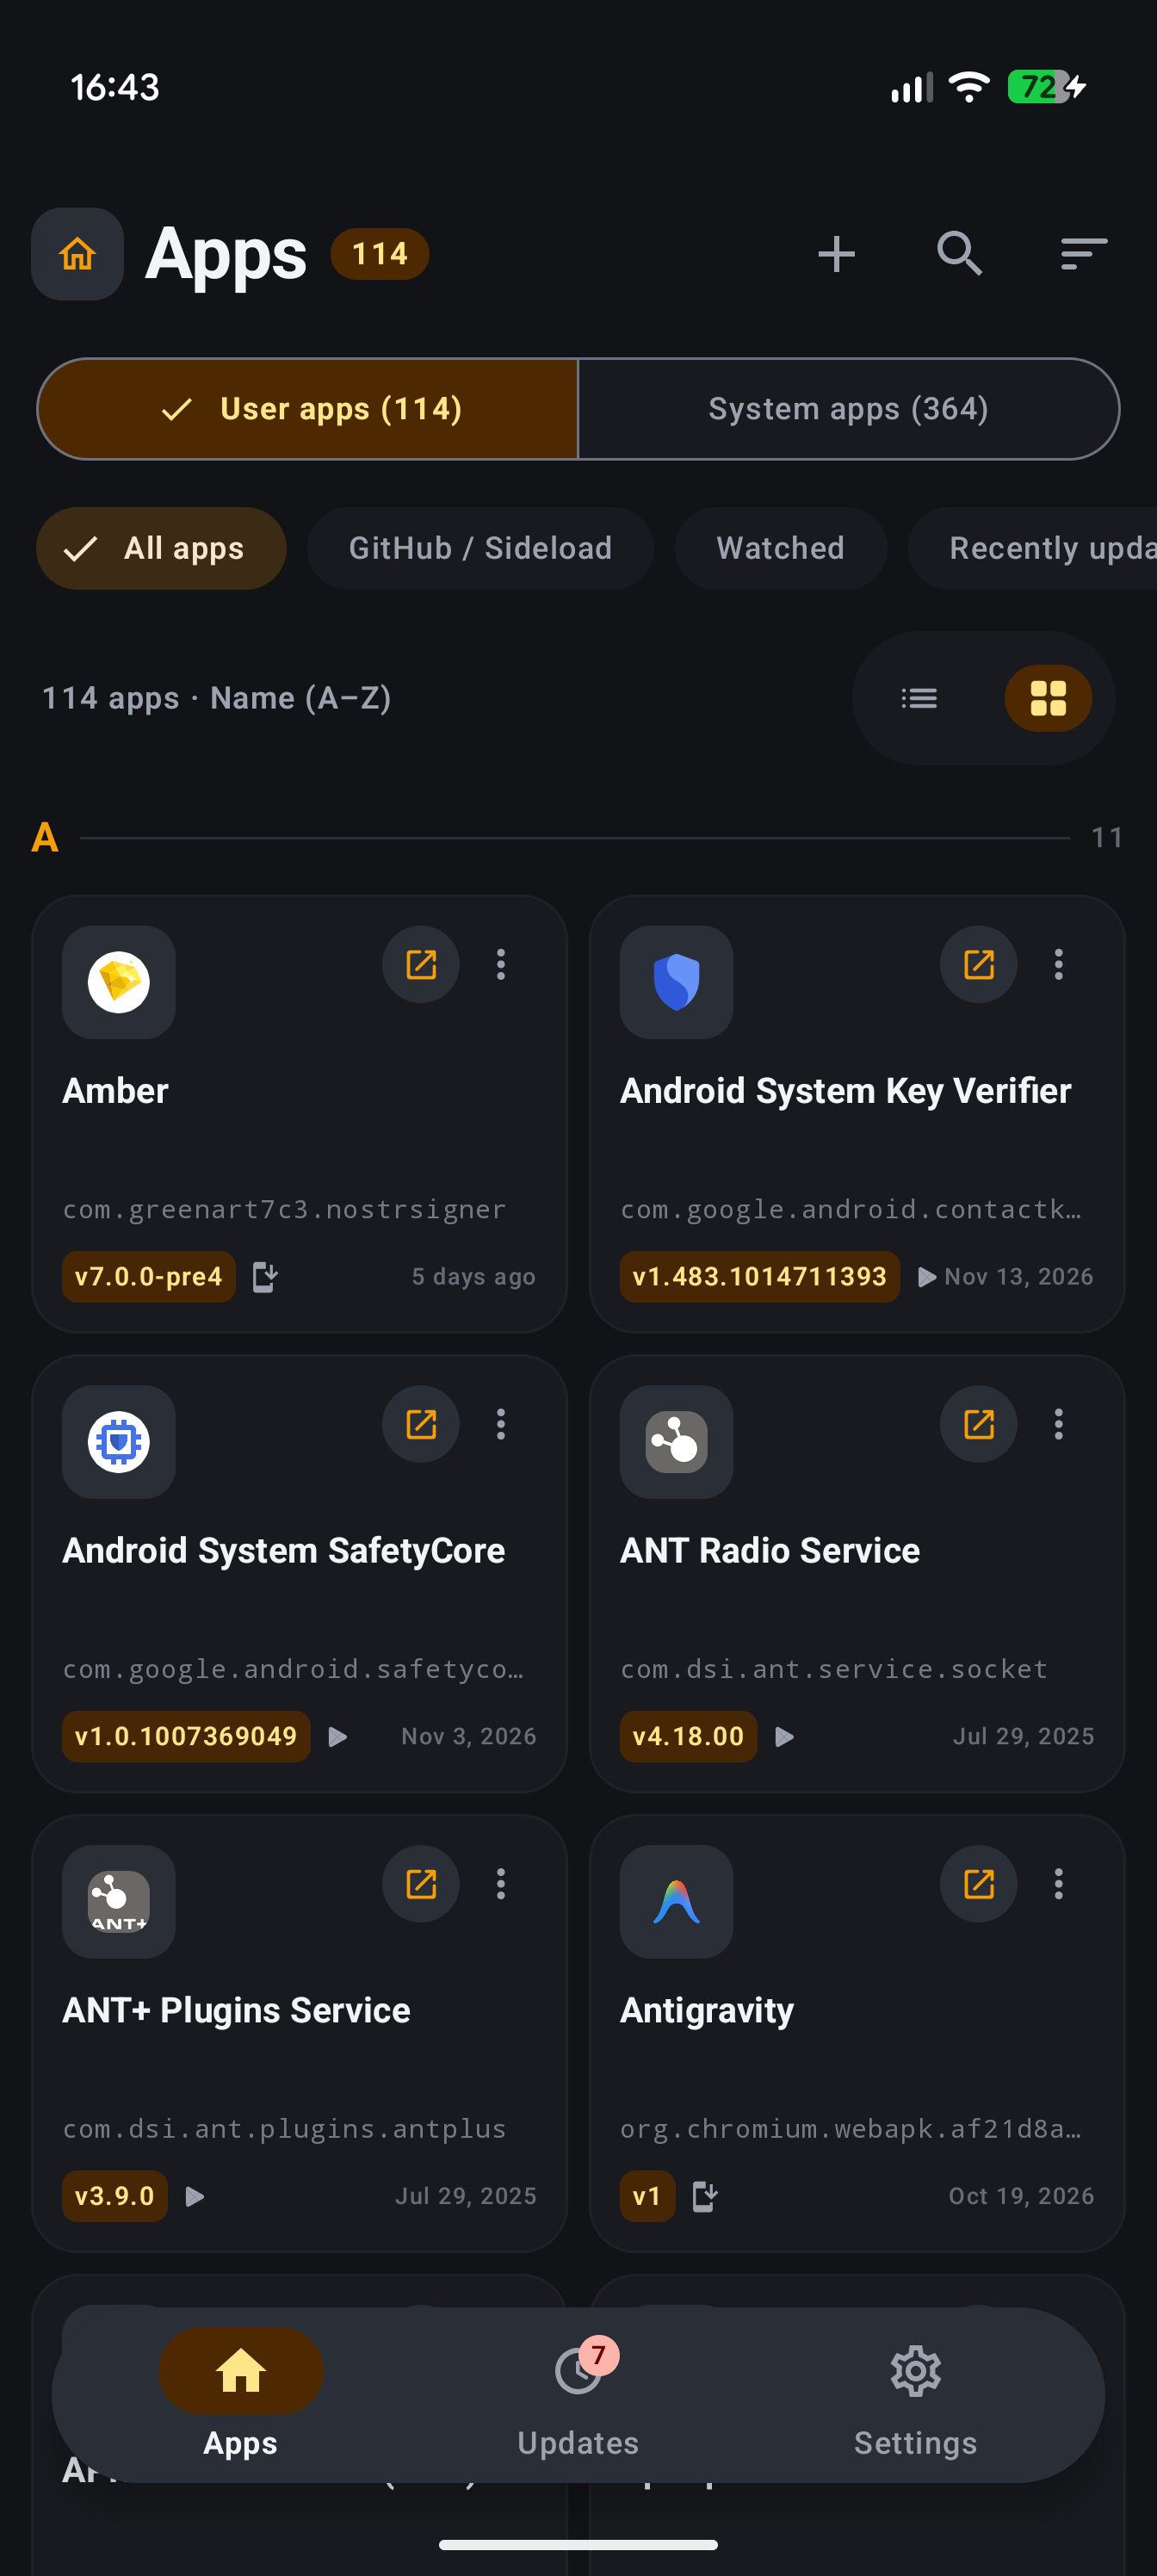 16:43
72
Apps 114
User apps (114)
System apps (364)
All apps
GitHub / Sideload
Watched
Recently upda
114 apps · Name (A–Z)
A
11
Amber
com.greenart7c3.nostrsigner
v7.0.0-pre4
5 days ago
Android System Key Verifier
com.google.android.contactk…
v1.483.1014711393
Nov 13, 2026
Android System SafetyCore
com.google.android.safetyco…
v1.0.1007369049
Nov 3, 2026
ANT Radio Service
com.dsi.ant.service.socket
v4.18.00
Jul 29, 2025
ANT+
ANT+ Plugins Service
com.dsi.ant.plugins.antplus
v3.9.0
Jul 29, 2025
Antigravity
org.chromium.webapk.af21d8a…
v1
Oct 19, 2026
7
Apps
Updates
Settings